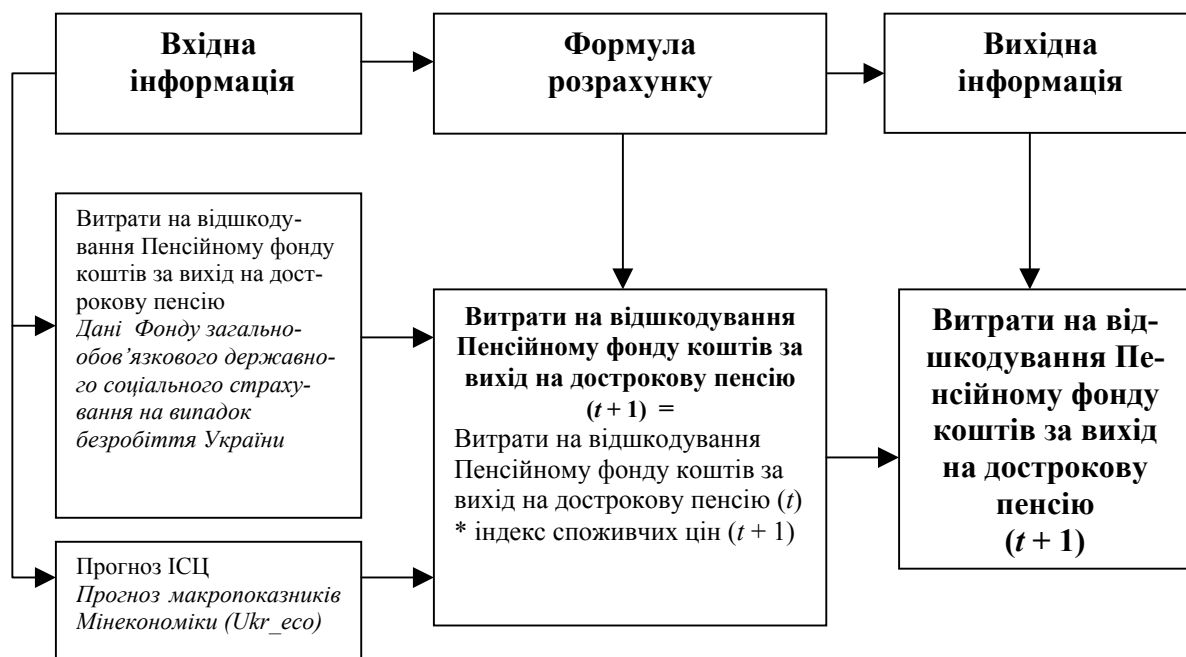 Вхідна
інформація
Формула
розрахунку
Вихідна
інформація
Витрати на відшкоду-
вання Пенсійному фонду
коштів за вихід на дост-
рокову пенсію
Дані Фонду загально-
обов’язкового державно-
го соціального страху-
вання на випадок
безробіття України
Прогноз ІСЦ
Прогноз макропоказників
Мінекономіки (Ukr_eco)
Витрати на відшкодування
Пенсійному фонду коштів за
вихід на дострокову пенсію
(t + 1) =
Витрати на відшкодування
Пенсійному фонду коштів за
вихід на дострокову пенсію (t)
* індекс споживчих цін (t + 1)
Витрати на від-
шкодування Пе-
нсійному фонду
коштів за вихід
на дострокову
пенсію
(t + 1)